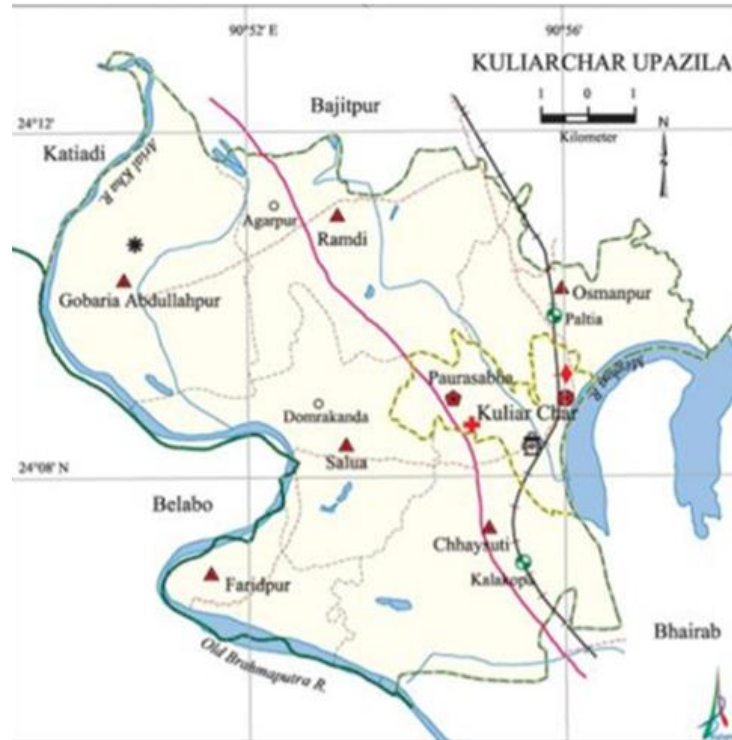 90°52' E
90°56'
KULIARCHAR UPAZILA
1 0 1
Kilometer
N
Bajitpur
24°12'
Katiadi
Arial Kha R.
Agarpur
Ramdi
Gobaria Abdullahpur
Osmanpur
Paltia
Paurasabha
Kuliar Char
Domrakanda
Salua
24°08' N
Belabo
Chhaysuti
Kalakopa
Faridpur
Bhairab
Old Brahmaputra R.